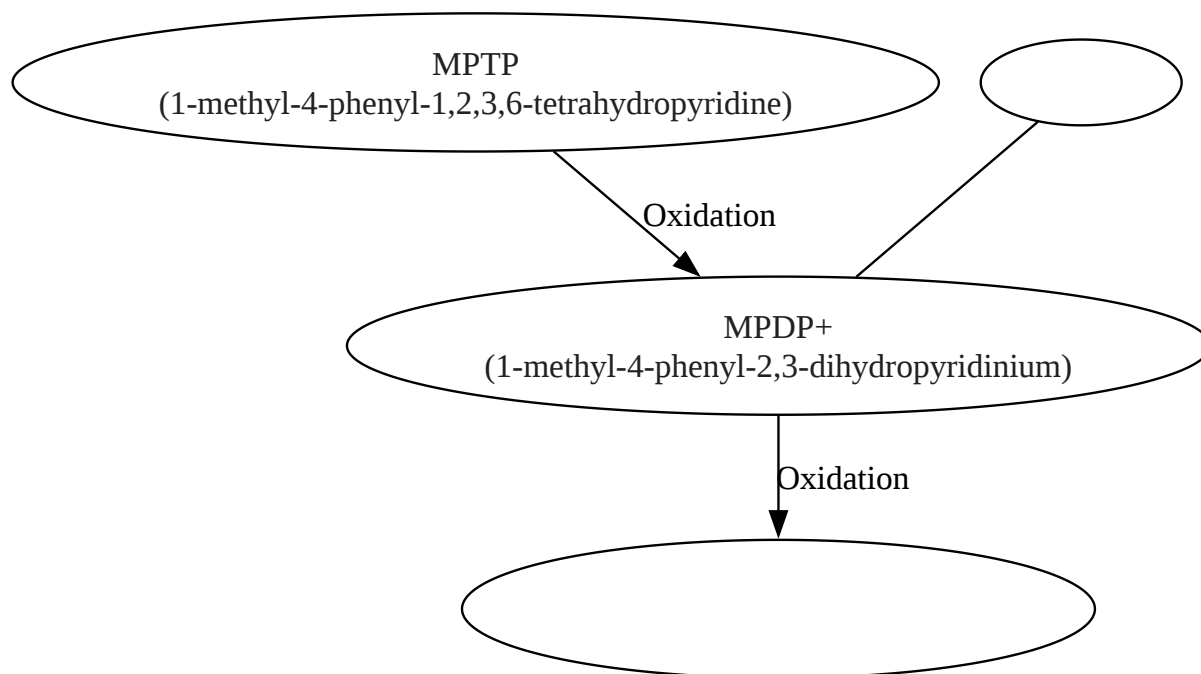 MPTP
(1-methyl-4-phenyl-1,2,3,6-tetrahydropyridine)
Oxidation
MPDP+
(1-methyl-4-phenyl-2,3-dihydropyridinium)
Oxidation